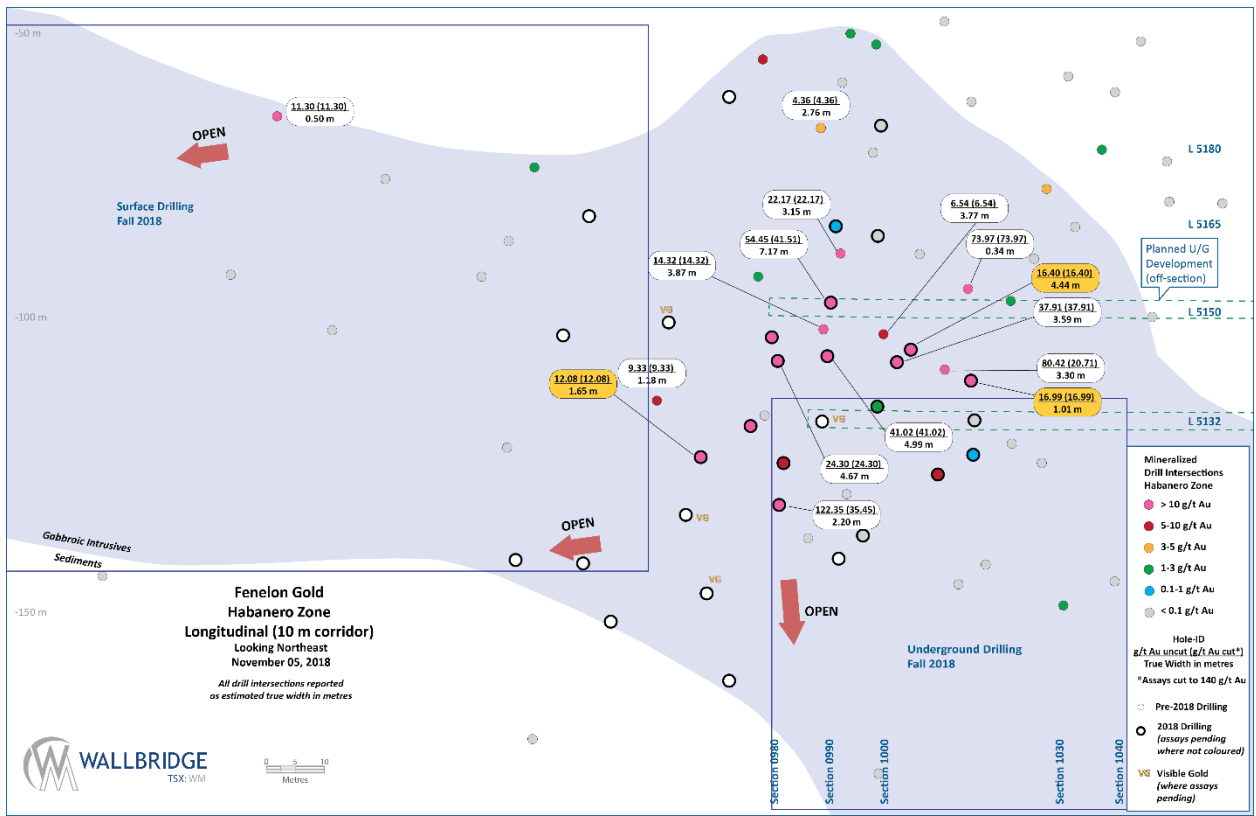 -50 m
11.30 (11.30)
0.50 m
OPEN
4.36 (4.36)
2.76 m
L 5180
Surface Drilling
Fall 2018
22.17 (22.17)
3.15 m
6.54 (6.54)
3.77 m
L 5165
54.45 (41.51)
7.17 m
73.97 (73.97)
0.34 m
14.32 (14.32)
3.87 m
16.40 (16.40)
4.44 m
Planned U/G
Development
(off-section)
-100 m
VG
37.91 (37.91)
3.59 m
L 5150
12.08 (12.08)
1.65 m
9.33 (9.33)
1.18 m
80.42 (20.71)
3.30 m
16.99 (16.99)
1.01 m
VG
41.02 (41.02)
4.99 m
L 5132
24.30 (24.30)
4.67 m
122.35 (35.45)
2.20 m
VG
OPEN
Gabbroic Intrusives
Sediments
VG
OPEN
-150 m
Fenelon Gold
Habanero Zone
Longitudinal (10 m corridor)
Looking Northeast
November 05, 2018
All drill intersections reported
as estimated true width in metres
Underground Drilling
Fall 2018
WALLBRIDGE
TSX: WM
0 5 10
Metres
Section 0980
Section 0990
Section 1000
Section 1030
Section 1040
Mineralized
Drill Intersections
Habanero Zone
> 10 g/t Au
5-10 g/t Au
3-5 g/t Au
1-3 g/t Au
0.1-1 g/t Au
< 0.1 g/t Au
Hole-ID
g/t Au uncut (g/t Au cut*)
True Width in metres
*Assays cut to 140 g/t Au
Pre-2018 Drilling
2018 Drilling
(assays pending
where not coloured)
VG Visible Gold
(where assays
pending)